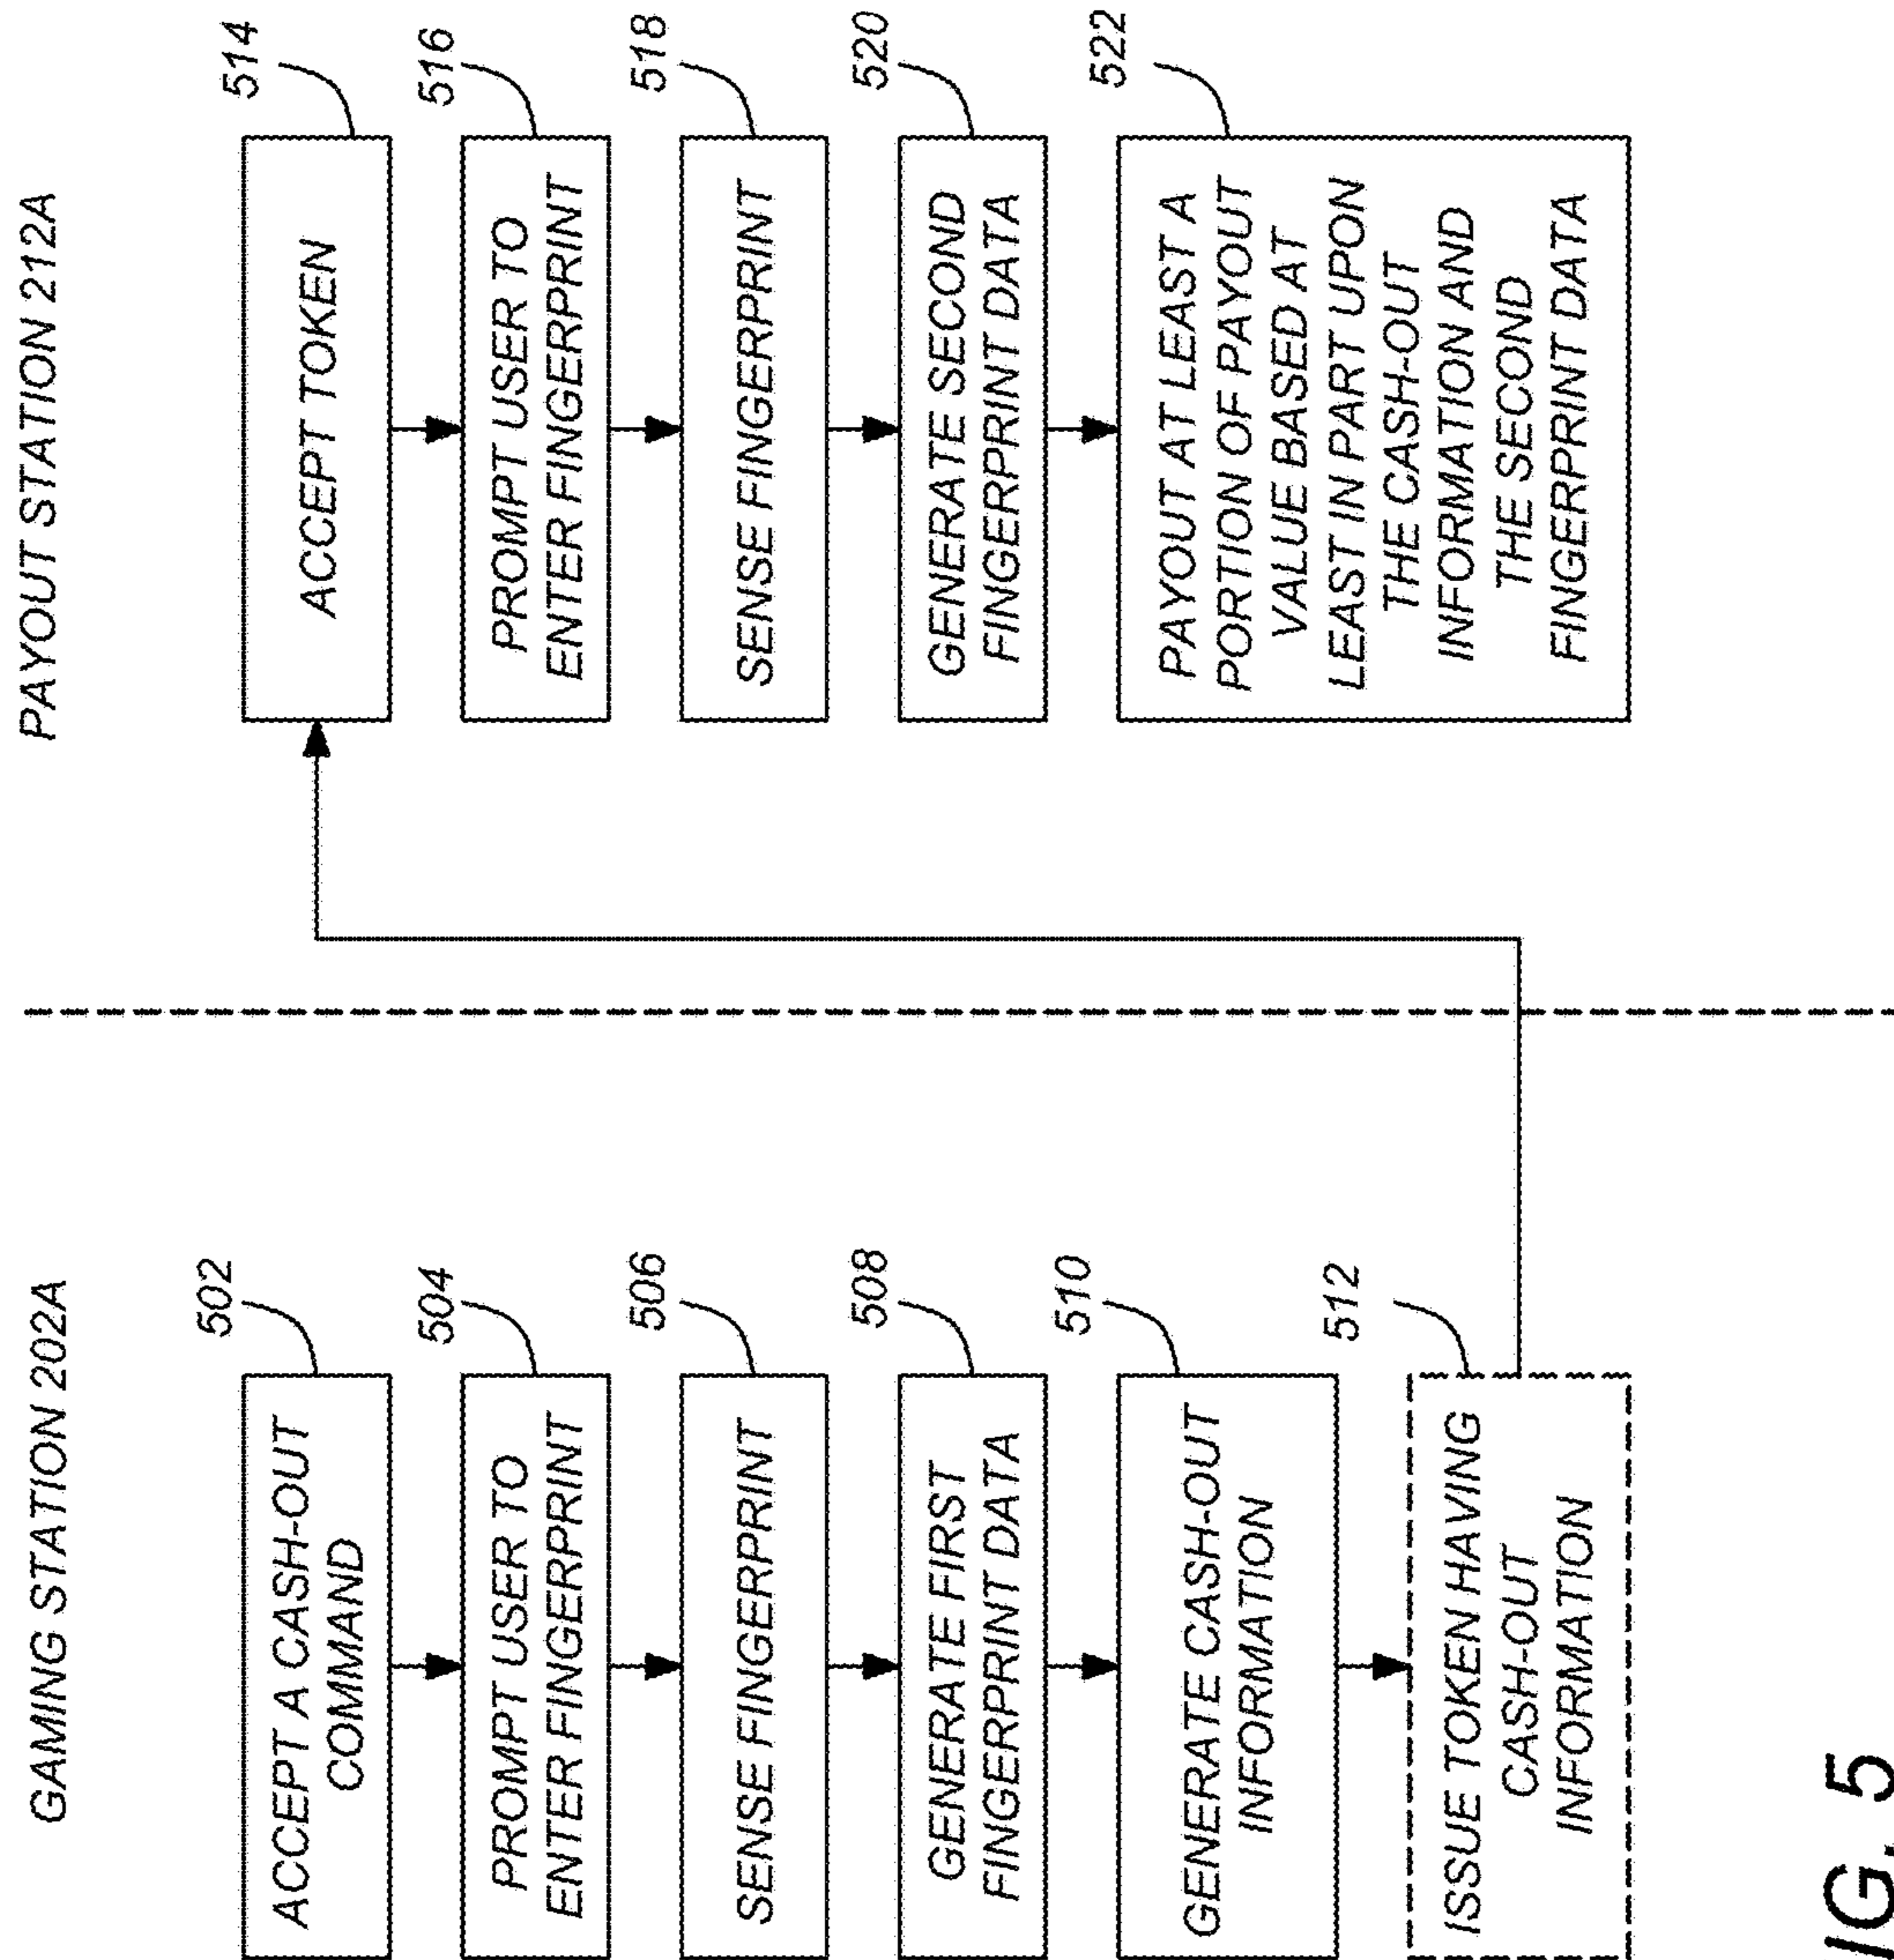 GAMING STATION 202A
502
ACCEPT A CASH-OUT
COMMAND
504
PROMPT USER TO
ENTER FINGERPRINT
506
SENSE FINGERPRINT
508
GENERATE FIRST
FINGERPRINT DATA
510
GENERATE CASH-OUT
INFORMATION
512
ISSUE TOKEN HAVING
CASH-OUT
INFORMATION
PAYOUT STATION 212A
514
ACCEPT TOKEN
516
PROMPT USER TO
ENTER FINGERPRINT
518
SENSE FINGERPRINT
520
GENERATE SECOND
FINGERPRINT DATA
522
PAYOUT AT LEAST A
PORTION OF PAYOUT
VALUE BASED AT
LEAST IN PART UPON
THE CASH-OUT
INFORMATION AND
THE SECOND
FINGERPRINT DATA
IG. 5